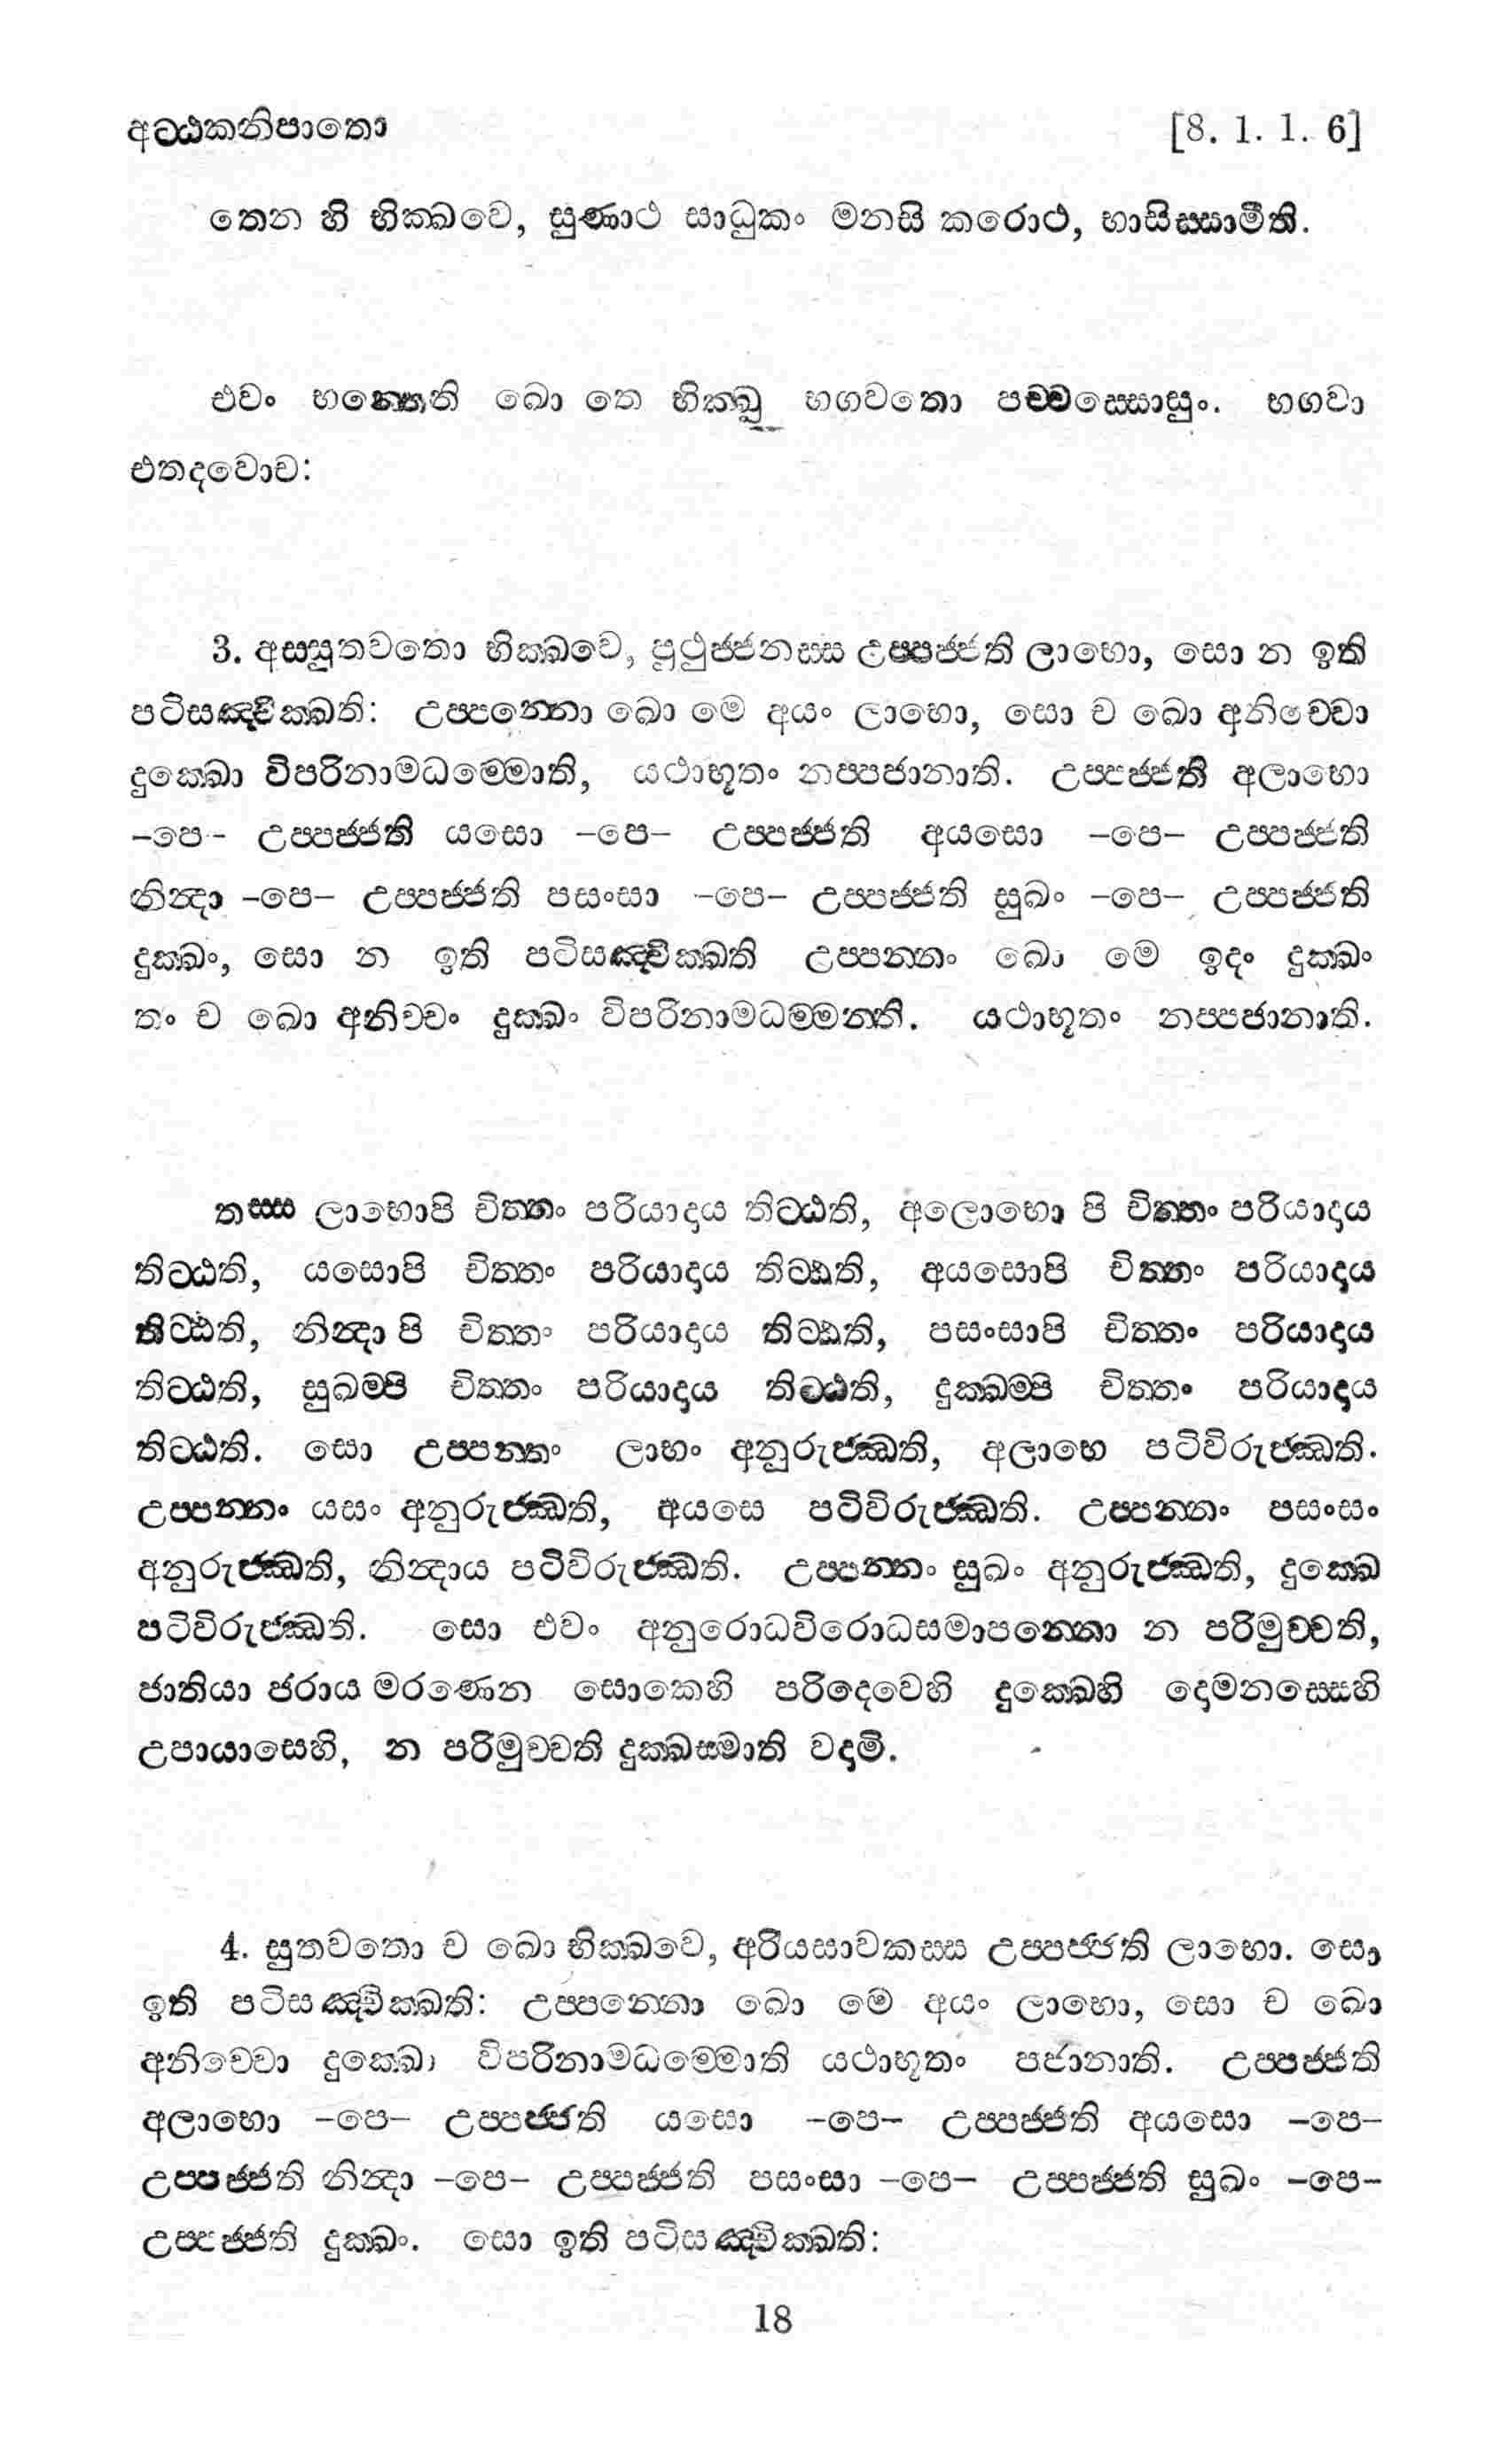 අට්ඨකනිපාතො [8. 1. 1. 6]
තෙන හි භික්ඛවෙ, සුණාථ සාධුකං මනසි කරොථ, භාසිස්සාමීති.
එවං භන්තෙති ඛො තෙ භික්ඛු භගවතො පච්චස්සොසුං. භගවා
එතදවොච:
3. අස්සුතවතො භික්ඛවෙ, පුථුජ්ජනස්ස උප්පජ්ජති ලාභො, සො න ඉති
පටිසඤ්චික්ඛති: උප්පන්නො ඛො මෙ අයං ලාභො, සො ච ඛො අනිච්චො
දුක්ඛො විපරිනාමධම්මොති, යථාභූතං නප්පජානාති. උප්පජ්ජති අලාභො
–පෙ– උප්පජ්ජති යසො –පෙ– උප්පජ්ජති අයසො –පෙ– උප්පජ්ජති
නින්දා –පෙ– උප්පජ්ජති පසංසා –පෙ– උප්පජ්ජති සුඛං –පෙ– උප්පජ්ජති
දුක්ඛං, සො න ඉති පටිසඤ්චික්ඛති උප්පන්නං ඛො මෙ ඉදං දුක්ඛං
තං ච ඛො අනිච්චං දුක්ඛං විපරිනාමධම්මන්ති. යථාභූතං නප්පජානාති.
තස්ස ලාභොපි චිත්තං පරියාදාය තිට්ඨති, අලොභො පි චිත්තං පරියාදාය
තිට්ඨති, යසොපි චිත්තං පරියාදාය තිට්ඨති, අයසොපි චිත්තං පරියාදාය
තිට්ඨති, නින්දා පි චිත්තං පරියාදාය තිට්ඨති, පසංසාපි චිත්තං පරියාදාය
තිට්ඨති, සුඛම්පි චිත්තං පරියාදාය තිට්ඨති, දුක්ඛම්පි චිත්තං පරියාදාය
තිට්ඨති. සො උප්පන්නං ලාභං අනුරුජ්ඣති, අලාභෙ පටිවිරුජ්ඣති.
උප්පන්නං යසං අනුරුජ්ඣති, අයසෙ පටිවිරුජ්ඣති. උප්පන්නං පසංසං
අනුරුජ්ඣති, නින්දාය පටිවිරුජ්ඣති. උප්පන්නං සුඛං අනුරුජ්ඣති, දුක්ඛෙ
පටිවිරුජ්ඣති. සො එවං අනුරොධවිරොධසමාපන්නො න පරිමුච්චති,
ජාතියා ජරාය මරණෙන සොකෙහි පරිදෙවෙහි දුක්ඛෙහි දොමනස්සෙහි
උපායාසෙහි, න පරිමුච්චති දුක්ඛස්මාති වදාමි.
4. සුතවතො ච ඛො භික්ඛවෙ, අරියසාවකස්ස උප්පජ්ජති ලාභො. සො
ඉති පටිසඤ්චික්ඛති: උප්පන්නො ඛො මෙ අයං ලාභො, සො ච ඛො
අනිච්චො දුක්ඛො විපරිනාමධම්මොති යථාභූතං පජානාති. උප්පජ්ජති
අලාභො –පෙ– උප්පජ්ජති යසො –පෙ– උප්පජ්ජති අයසො –පෙ–
උප්පජ්ජති නින්දා –පෙ– උප්පජ්ජති පසංසා –පෙ– උප්පජ්ජති සුඛං –පෙ–
උප්පජ්ජති දුක්ඛං. සො ඉති පටිසඤ්චික්ඛති:
18